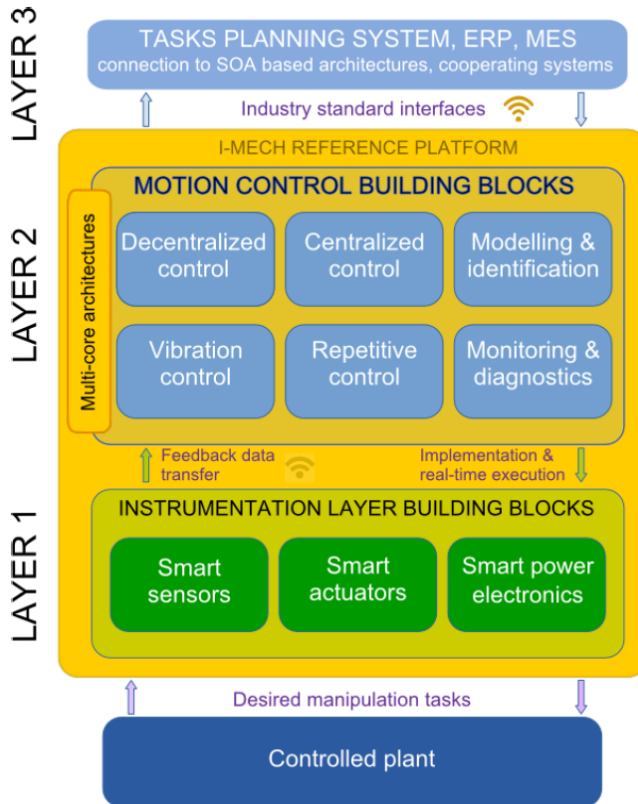 LAYER 3
TASKS PLANNING SYSTEM, ERP, MES
connection to SOA based architectures, cooperating systems
Industry standard interfaces
I-MECH REFERENCE PLATFORM
LAYER 2
Multi-core architectures
MOTION CONTROL BUILDING BLOCKS
Decentralized
control
Centralized
control
Modelling &
identification
Vibration
control
Repetitive
control
Monitoring &
diagnostics
Feedback data
transfer
Implementation &
real-time execution
LAYER 1
INSTRUMENTATION LAYER BUILDING BLOCKS
Smart
sensors
Smart
actuators
Smart power
electronics
Desired manipulation tasks
Controlled plant